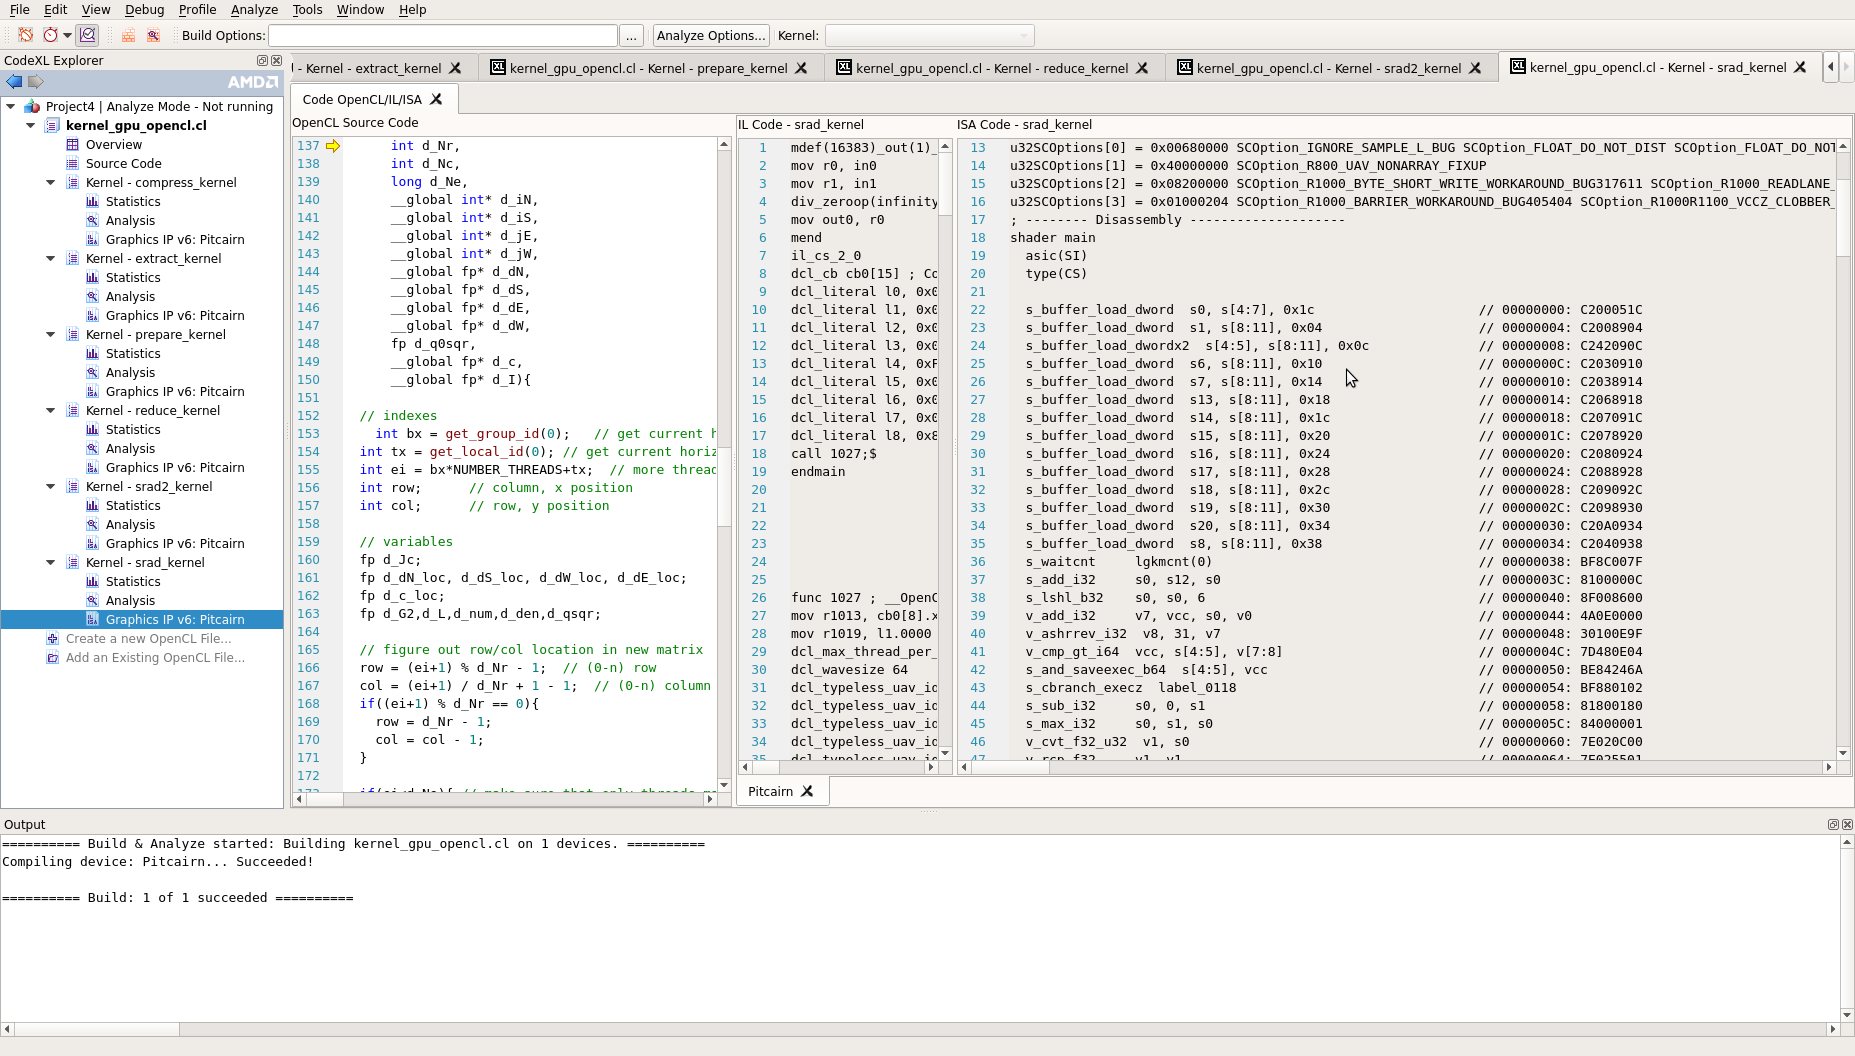 File Edit View Debug Profile Analyze Tools Window Help
Build Options: ... Analyze Options... Kernel:
CodeXL Explorer
AMD
Project4 | Analyze Mode - Not running
kernel_gpu_opencl.cl
Overview
Source Code
Kernel - compress_kernel
Statistics
Analysis
Graphics IP v6: Pitcairn
Kernel - extract_kernel
Statistics
Analysis
Graphics IP v6: Pitcairn
Kernel - prepare_kernel
Statistics
Analysis
Graphics IP v6: Pitcairn
Kernel - reduce_kernel
Statistics
Analysis
Graphics IP v6: Pitcairn
Kernel - srad2_kernel
Statistics
Analysis
Graphics IP v6: Pitcairn
Kernel - srad_kernel
Statistics
Analysis
Graphics IP v6: Pitcairn
Create a new OpenCL File...
Add an Existing OpenCL File...
- Kernel - extract_kernel kernel_gpu_opencl.cl - Kernel - prepare_kernel kernel_gpu_opencl.cl - Kernel - reduce_kernel kernel_gpu_opencl.cl - Kernel - srad2_kernel kernel_gpu_opencl.cl - Kernel - srad_kernel
Code OpenCL/IL/ISA
OpenCL Source Code
137 int d_Nr,
138 int d_Nc,
139 long d_Ne,
140 __global int* d_iN,
141 __global int* d_iS,
142 __global int* d_jE,
143 __global int* d_jW,
144 __global fp* d_dN,
145 __global fp* d_dS,
146 __global fp* d_dE,
147 __global fp* d_dW,
148 fp d_q0sqr,
149 __global fp* d_c,
150 __global fp* d_I){
151
152 // indexes
153 int bx = get_group_id(0); // get current h
154 int tx = get_local_id(0); // get current horiz
155 int ei = bx*NUMBER_THREADS+tx; // more threac
156 int row; // column, x position
157 int col; // row, y position
158
159 // variables
160 fp d_Jc;
161 fp d_dN_loc, d_dS_loc, d_dW_loc, d_dE_loc;
162 fp d_c_loc;
163 fp d_G2,d_L,d_num,d_den,d_qsqr;
164
165 // figure out row/col location in new matrix
166 row = (ei+1) % d_Nr - 1; // (0-n) row
167 col = (ei+1) / d_Nr + 1 - 1; // (0-n) column
168 if((ei+1) % d_Nr == 0){
169 row = d_Nr - 1;
170 col = col - 1;
171 }
172
IL Code - srad_kernel
1 mdef(16383)_out(1)_
2 mov r0, in0
3 mov r1, in1
4 div_zeroop(infinity
5 mov out0, r0
6 mend
7 il_cs_2_0
8 dcl_cb cb0[15] ; Co
9 dcl_literal l0, 0x0
10 dcl_literal l1, 0x0
11 dcl_literal l2, 0x0
12 dcl_literal l3, 0x0
13 dcl_literal l4, 0xF
14 dcl_literal l5, 0x0
15 dcl_literal l6, 0x0
16 dcl_literal l7, 0x0
17 dcl_literal l8, 0x8
18 call 1027;$
19 endmain
20
21
22
23
24
25
26 func 1027 ; __OpenC
27 mov r1013, cb0[8].x
28 mov r1019, l1.0000
29 dcl_max_thread_per_
30 dcl_wavesize 64
31 dcl_typeless_uav_id
32 dcl_typeless_uav_id
33 dcl_typeless_uav_id
34 dcl_typeless_uav_id
35 dcl_typeless_uav_id
ISA Code - srad_kernel
13 u32SCOptions[0] = 0x00680000 SCOption_IGNORE_SAMPLE_L_BUG SCOption_FLOAT_DO_NOT_DIST SCOption_FLOAT_DO_NOT
14 u32SCOptions[1] = 0x40000000 SCOption_R800_UAV_NONARRAY_FIXUP
15 u32SCOptions[2] = 0x08200000 SCOption_R1000_BYTE_SHORT_WRITE_WORKAROUND_BUG317611 SCOption_R1000_READLANE_
16 u32SCOptions[3] = 0x01000204 SCOption_R1000_BARRIER_WORKAROUND_BUG405404 SCOption_R1000R1100_VCCZ_CLOBBER_
17 ; -------- Disassembly --------------------
18 shader main
19 asic(SI)
20 type(CS)
21
22 s_buffer_load_dword s0, s[4:7], 0x1c // 00000000: C200051C
23 s_buffer_load_dword s1, s[8:11], 0x04 // 00000004: C2008904
24 s_buffer_load_dwordx2 s[4:5], s[8:11], 0x0c // 00000008: C242090C
25 s_buffer_load_dword s6, s[8:11], 0x10 // 0000000C: C2030910
26 s_buffer_load_dword s7, s[8:11], 0x14 // 00000010: C2038914
27 s_buffer_load_dword s13, s[8:11], 0x18 // 00000014: C2068918
28 s_buffer_load_dword s14, s[8:11], 0x1c // 00000018: C207091C
29 s_buffer_load_dword s15, s[8:11], 0x20 // 0000001C: C2078920
30 s_buffer_load_dword s16, s[8:11], 0x24 // 00000020: C2080924
31 s_buffer_load_dword s17, s[8:11], 0x28 // 00000024: C2088928
32 s_buffer_load_dword s18, s[8:11], 0x2c // 00000028: C209092C
33 s_buffer_load_dword s19, s[8:11], 0x30 // 0000002C: C2098930
34 s_buffer_load_dword s20, s[8:11], 0x34 // 00000030: C20A0934
35 s_buffer_load_dword s8, s[8:11], 0x38 // 00000034: C2040938
36 s_waitcnt lgkmcnt(0) // 00000038: BF8C007F
37 s_add_i32 s0, s12, s0 // 0000003C: 8100000C
38 s_lshl_b32 s0, s0, 6 // 00000040: 8F008600
39 v_add_i32 v7, vcc, s0, v0 // 00000044: 4A0E0000
40 v_ashrrev_i32 v8, 31, v7 // 00000048: 30100E9F
41 v_cmp_gt_i64 vcc, s[4:5], v[7:8] // 0000004C: 7D480E04
42 s_and_saveexec_b64 s[4:5], vcc // 00000050: BE84246A
43 s_cbranch_execz label_0118 // 00000054: BF880102
44 s_sub_i32 s0, 0, s1 // 00000058: 81800180
45 s_max_i32 s0, s1, s0 // 0000005C: 84000001
46 v_cvt_f32_u32 v1, s0 // 00000060: 7E020C00
47 v_rcp_f32 v1, v1 // 00000064: 7E025501
Pitcairn
Output
========== Build & Analyze started: Building kernel_gpu_opencl.cl on 1 devices. ==========
Compiling device: Pitcairn... Succeeded!
========== Build: 1 of 1 succeeded ==========